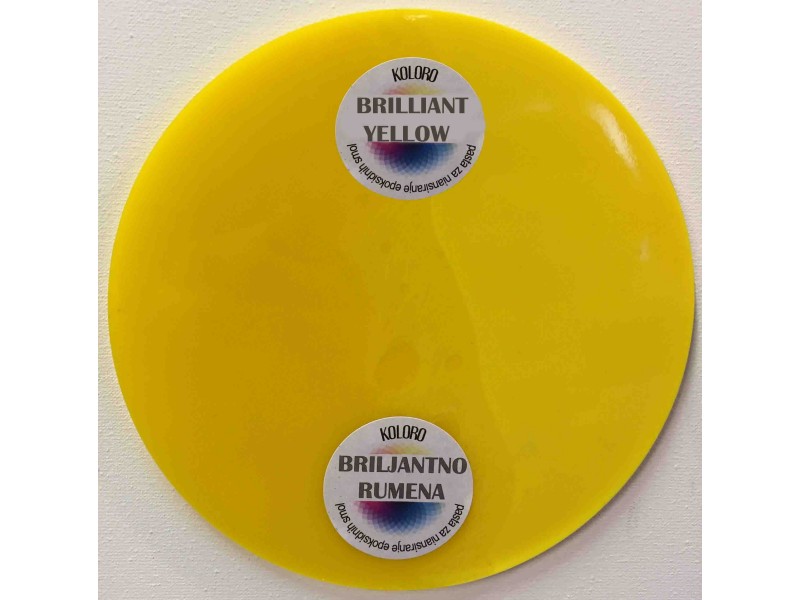 KOLORO
BRILLIANT
YELLOW
pasta za niansiranje epoksidnih smol
KOLORO
BRILJANTNO
RUMENA
pasta za niansiranje epoksidnih smol